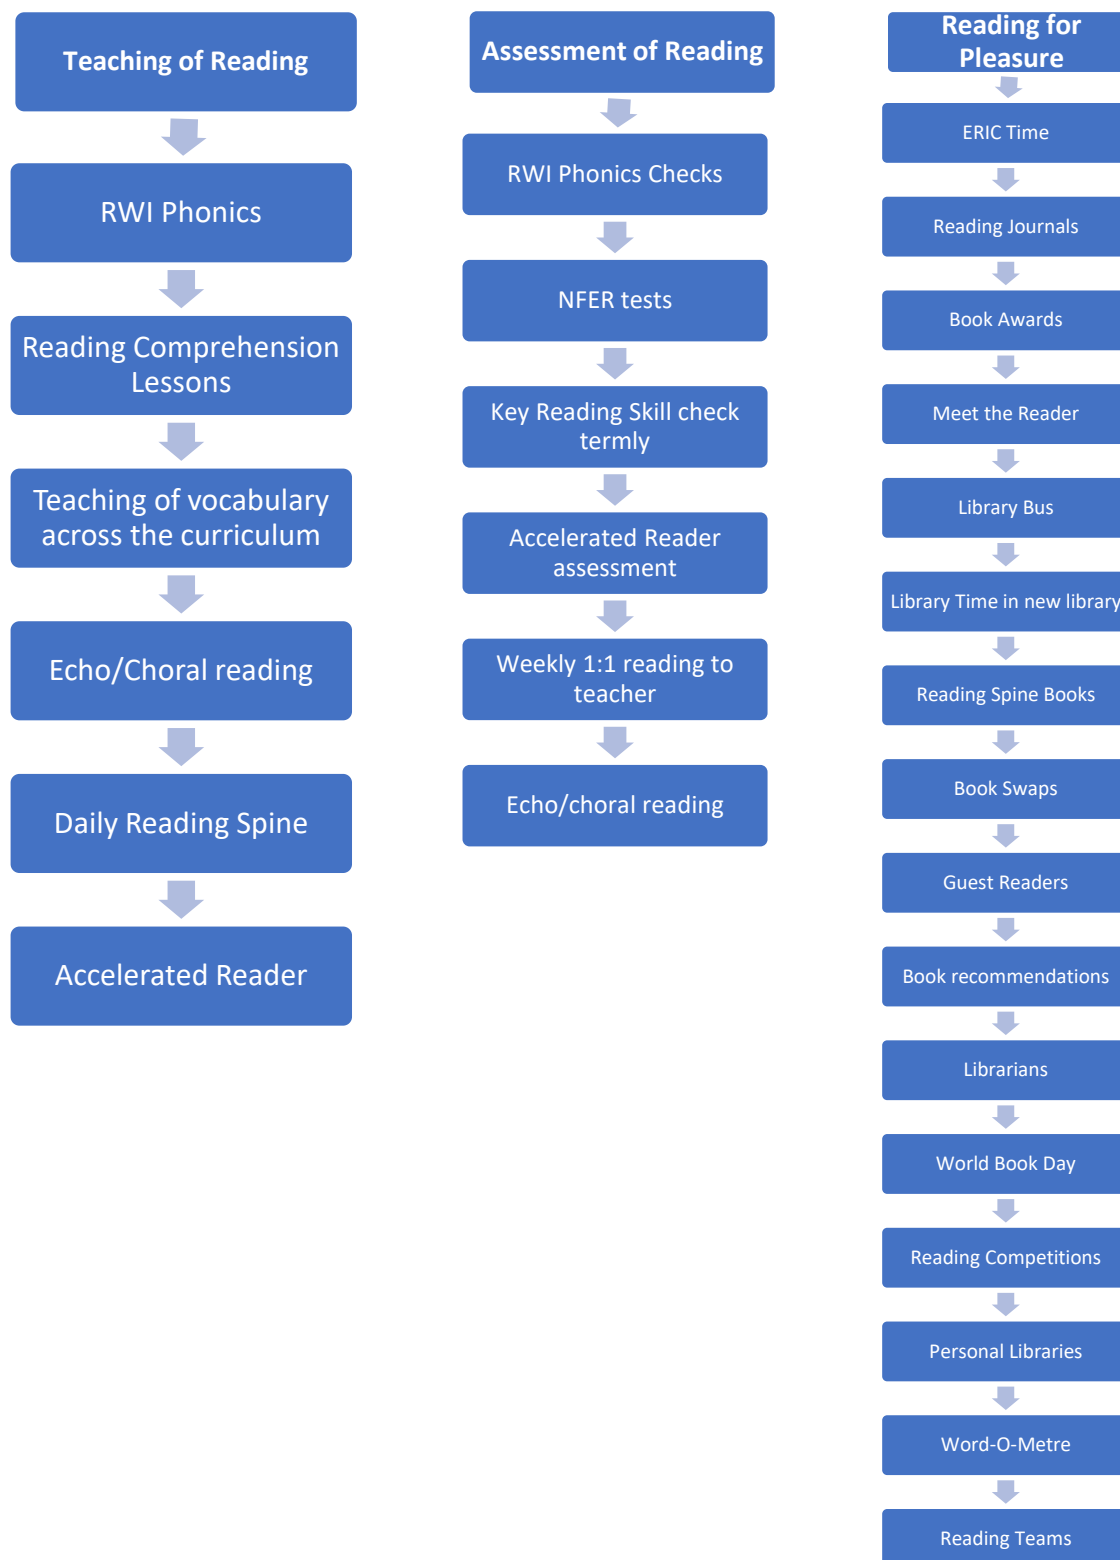 Teaching of Reading
RWI Phonics
Reading Comprehension
Lessons
Teaching of vocabulary
across the curriculum
Echo/Choral reading
Daily Reading Spine
Accelerated Reader
Assessment of Reading
RWI Phonics Checks
NFER tests
Key Reading Skill check
termly
Accelerated Reader
assessment
Weekly 1:1 reading to
teacher
Echo/choral reading
Reading for
Pleasure
ERIC Time
Reading Journals
Book Awards
Meet the Reader
Library Bus
Library Time in new library
Reading Spine Books
Book Swaps
Guest Readers
Book recommendations
Librarians
World Book Day
Reading Competitions
Personal Libraries
Word-O-Metre
Reading Teams